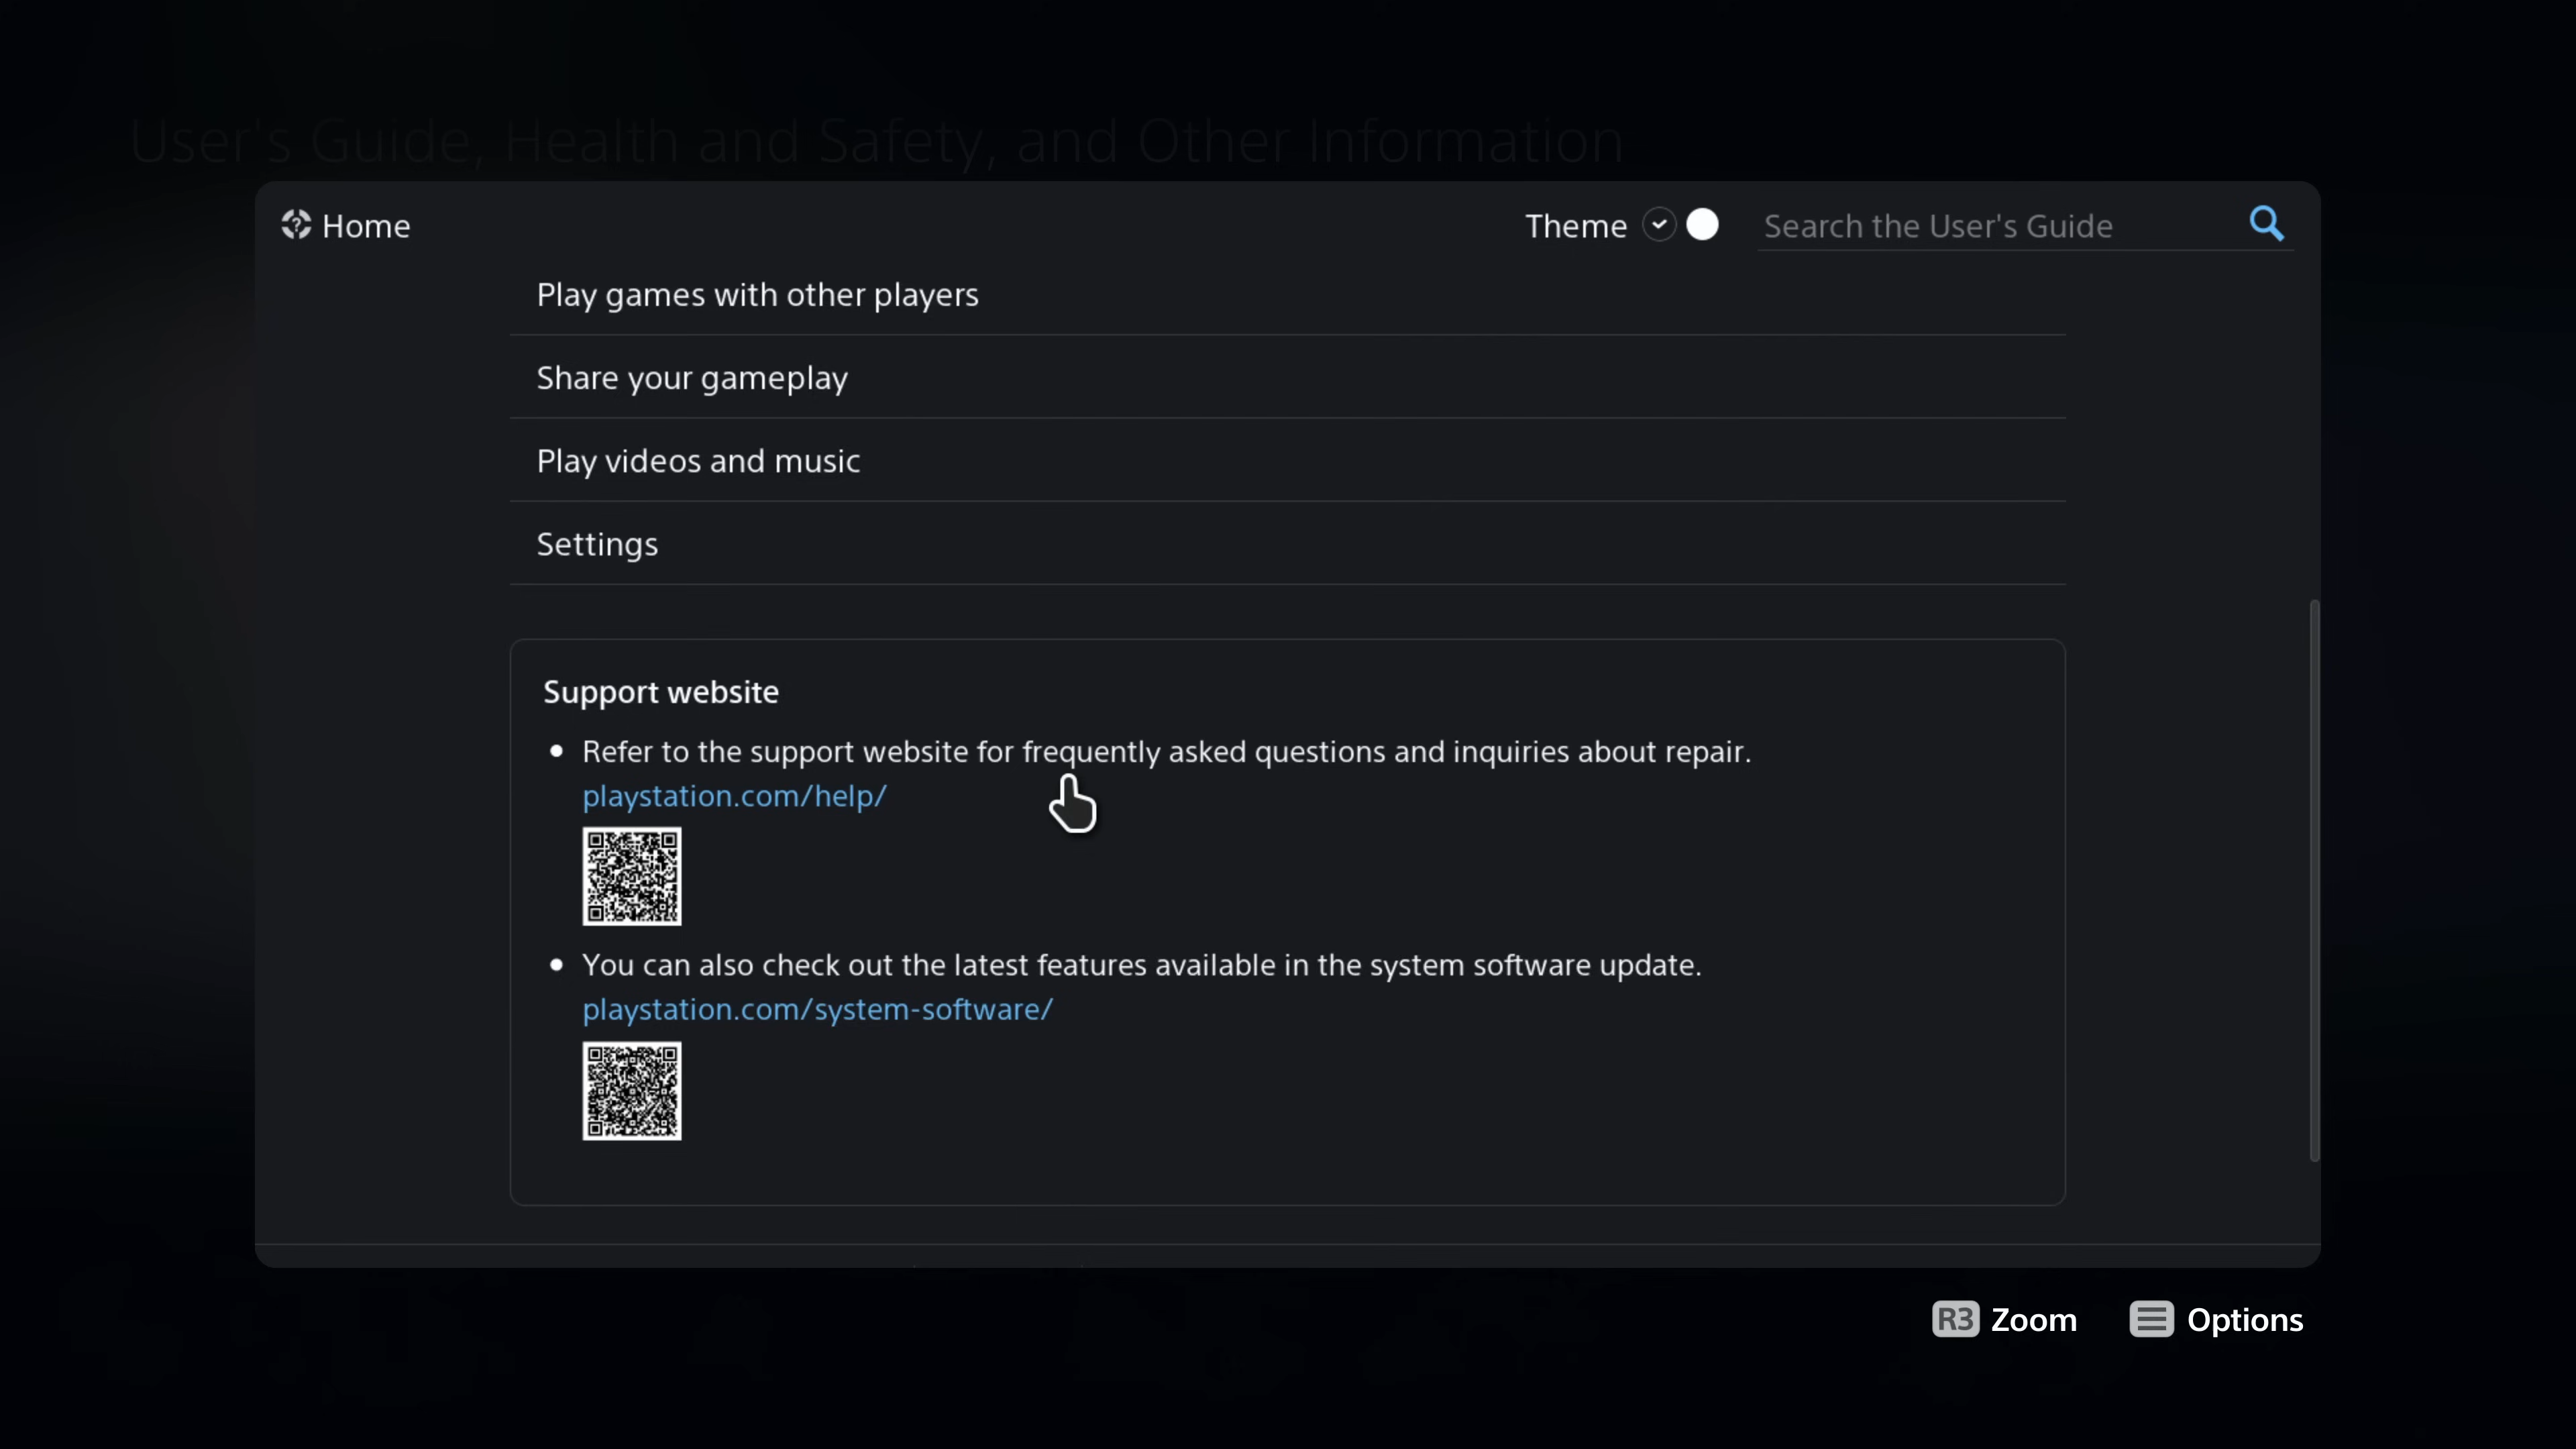 User's Guide, Health and Safety, and Other Information
Home
Theme
Search the User's Guide
Play games with other players
Share your gameplay
Play videos and music
Settings
Support website
Refer to the support website for frequently asked questions and inquiries about repair.
playstation.com/help/
You can also check out the latest features available in the system software update.
playstation.com/system-software/
R3 Zoom
Options